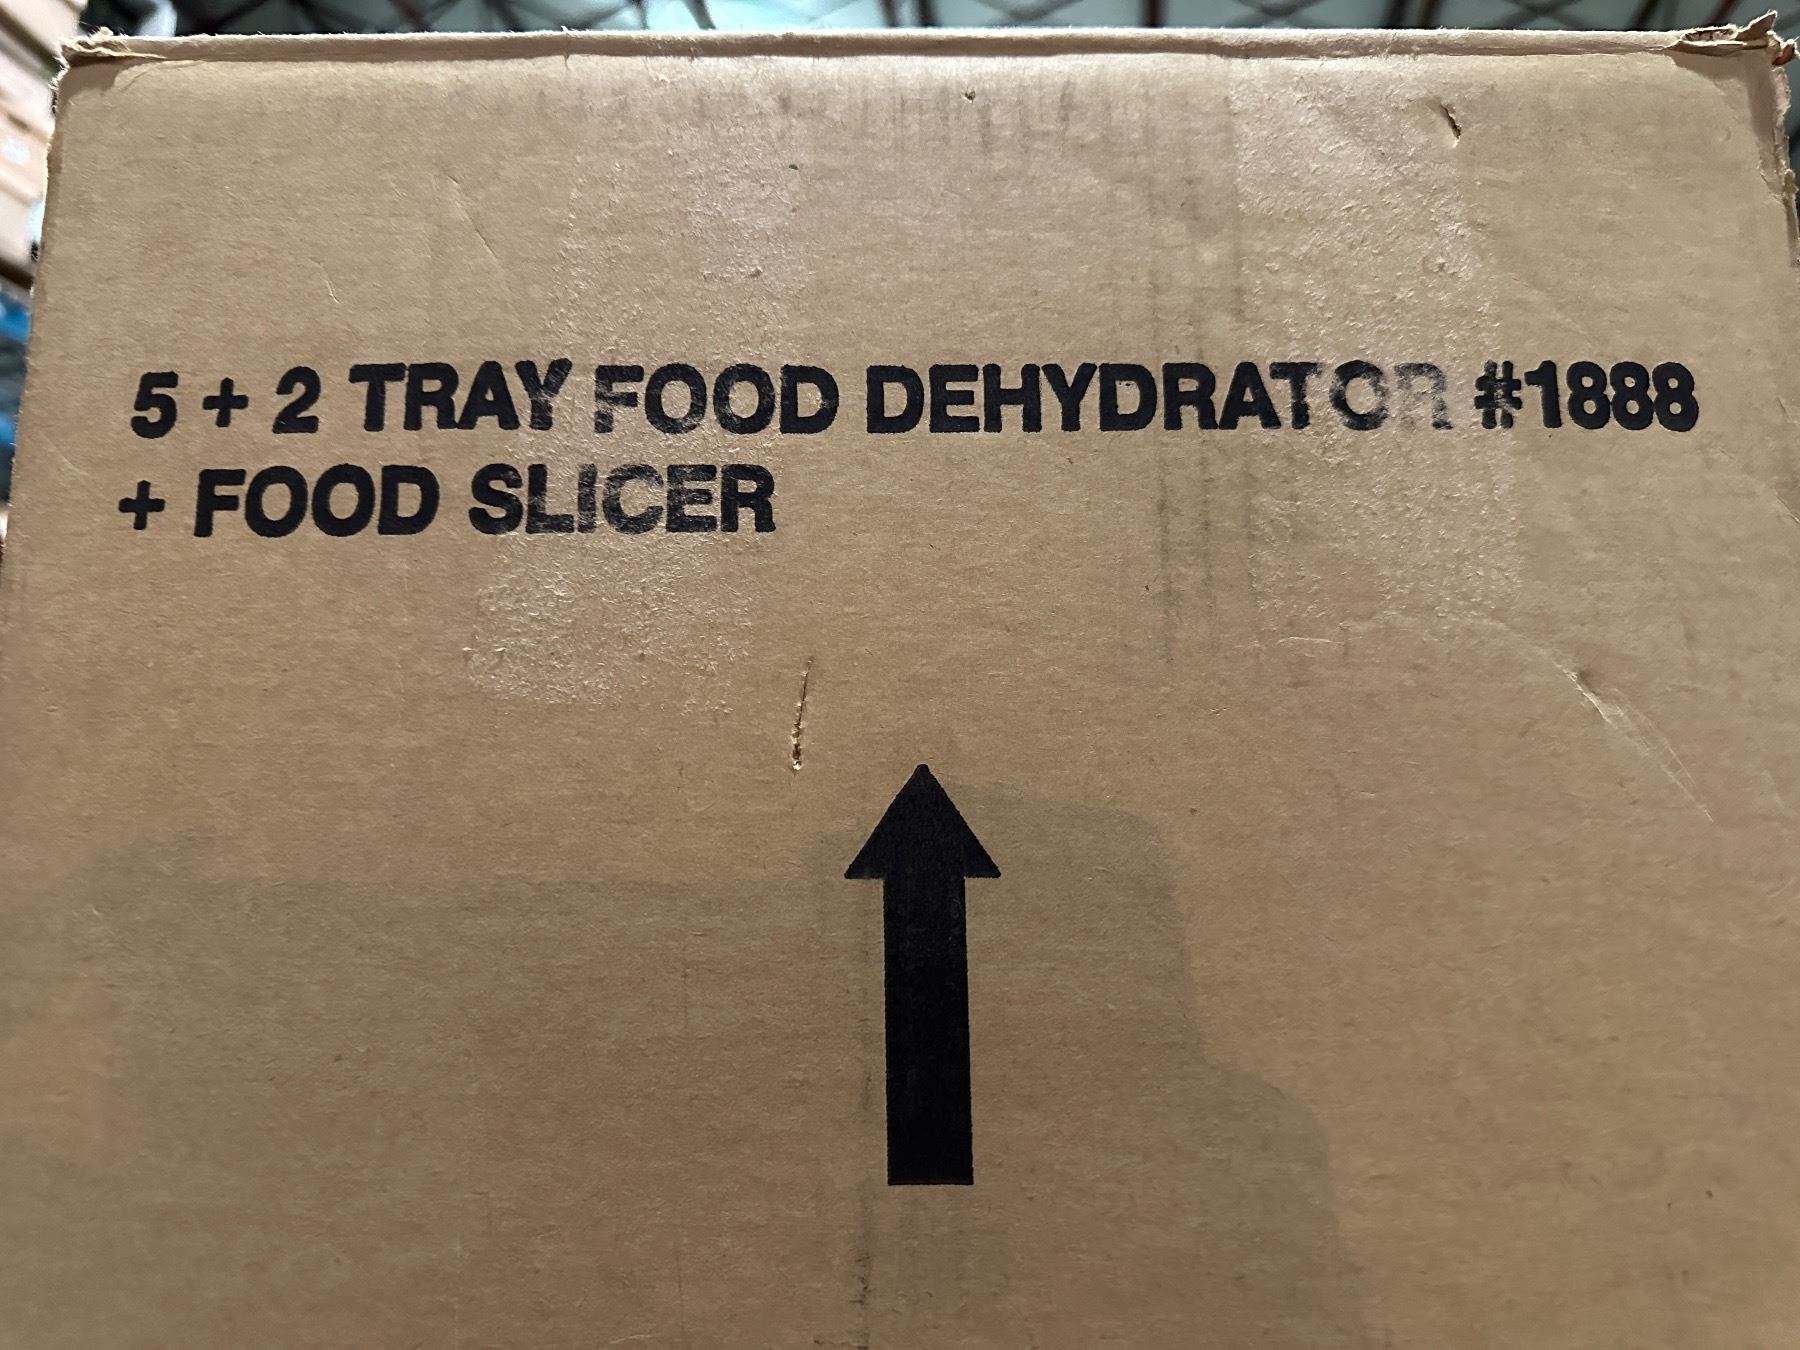 5 + 2 TRAY FOOD DEHYDRATOR #1888
+ FOOD SLICER